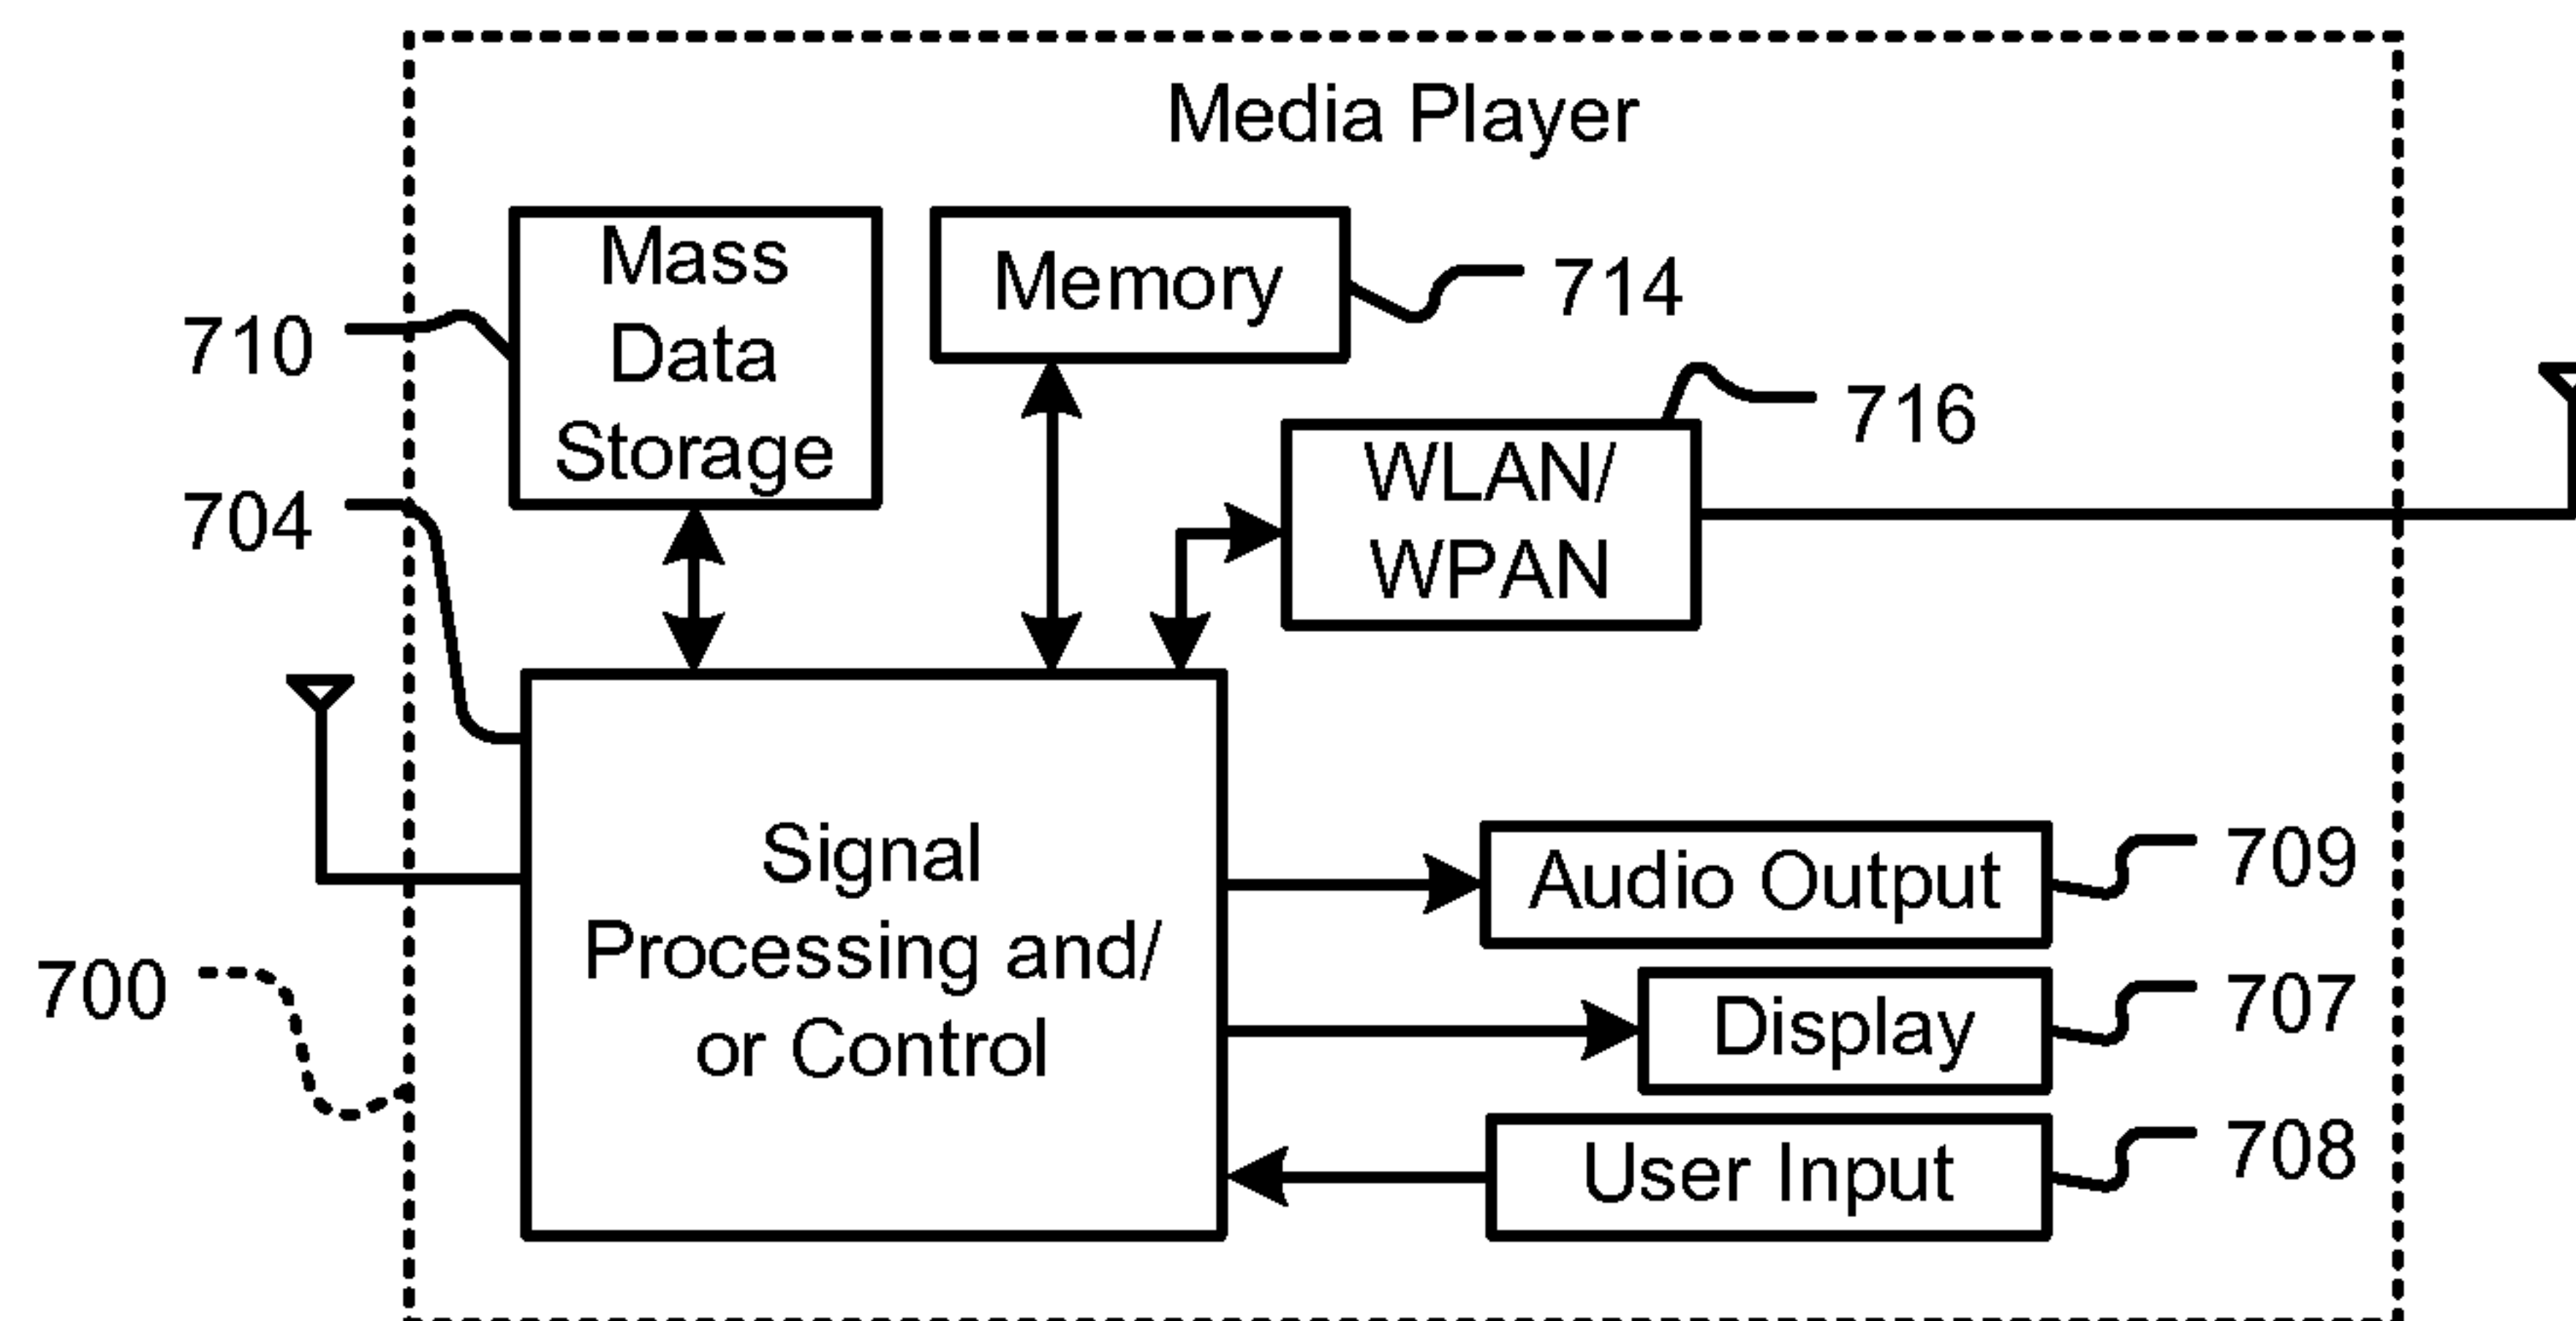 Media Player
Mass
Data
Storage
710
Memory
714
WLAN/
WPAN
716
704
Signal
Processing and/
or Control
Audio Output
709
Display
707
User Input
708
700